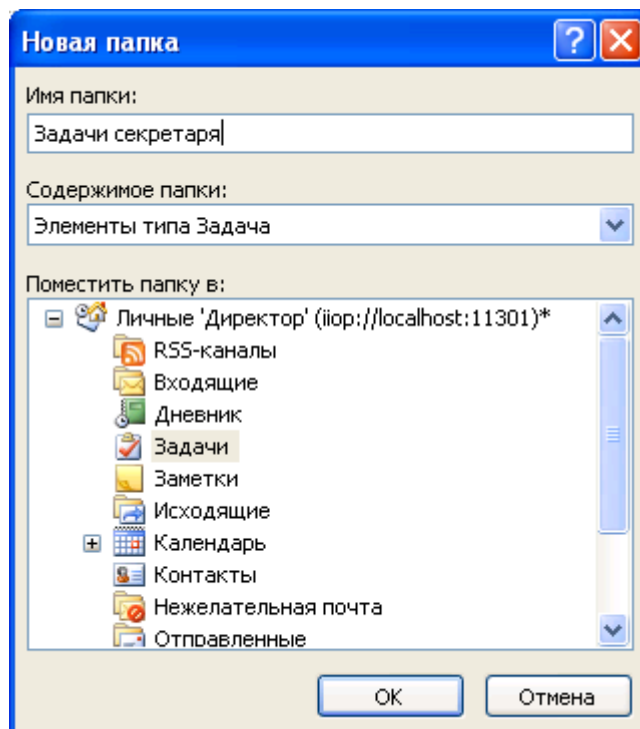 Новая папка
Имя папки:
Задачи секретаря
Содержимое папки:
Элементы типа Задача
Поместить папку в:
Личные 'Директор' (iiop://localhost:11301)*
RSS-каналы
Входящие
Дневник
Задачи
Заметки
Исходящие
Календарь
Контакты
Нежелательная почта
Отправленные
ОК
Отмена